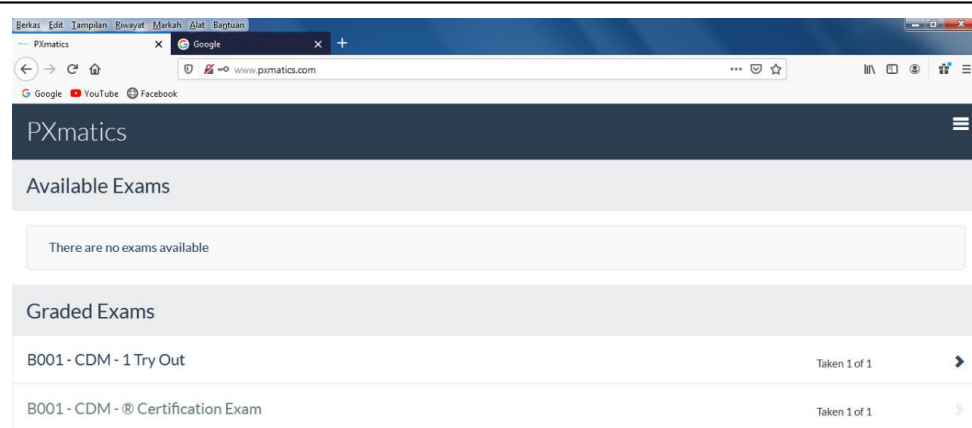 Berkas Edit Tampilan Riwayat Markah Alat Bantuan
PXmatics
Google
www.pxmatics.com
Google YouTube Facebook
PXmatics
Available Exams
There are no exams available
Graded Exams
B001 - CDM - 1 Try Out Taken 1 of 1
B001 - CDM - ® Certification Exam Taken 1 of 1